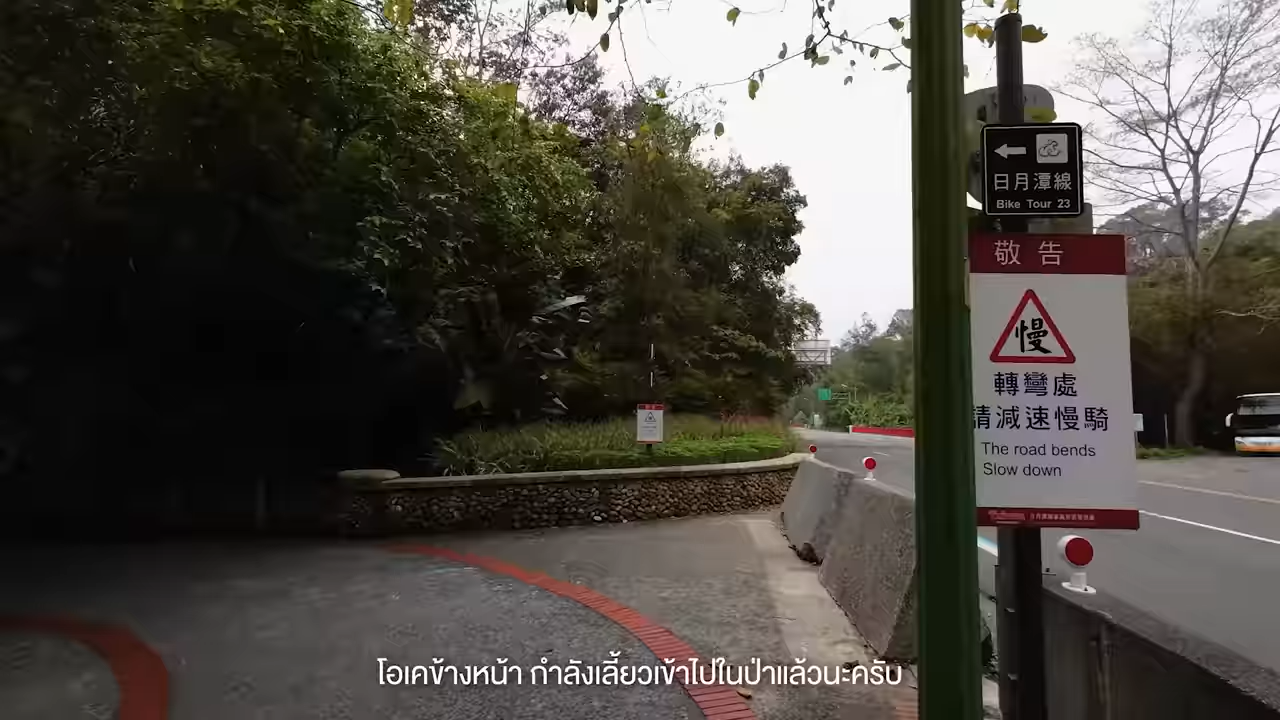 日月潭線
Bike Tour 23
敬告
慢
轉彎處
請減速慢騎
The road bends
Slow down
โอเคข้างหน้า กำลังเลี้ยวเข้าไปในป่าแล้วนะครับ